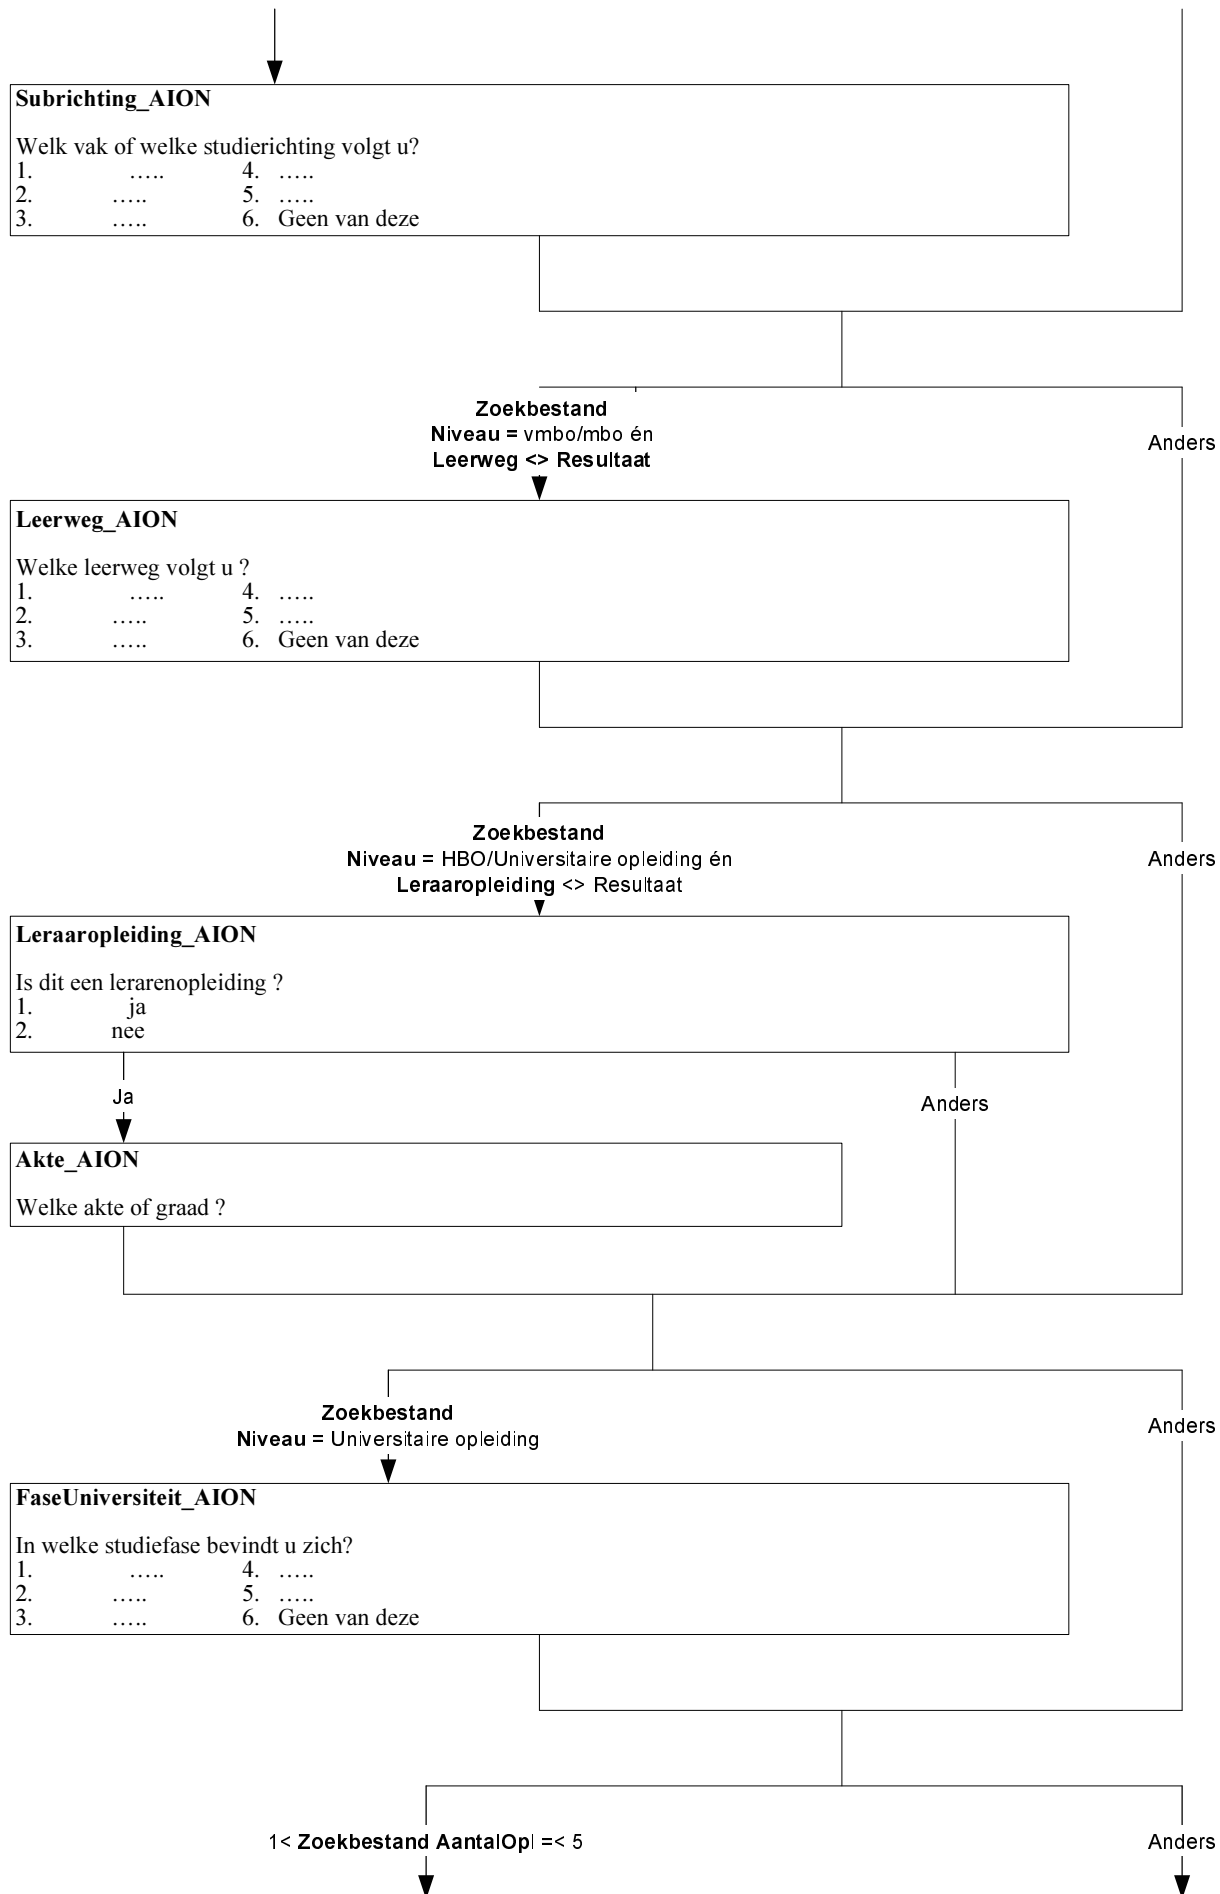 Subrichting_AION
Welk vak of welke studierichting volgt u?
1. ….. 4. …..
2. ….. 5. …..
3. ….. 6. Geen van deze
Zoekbestand
Niveau = vmbo/mbo én
Leerweg <> Resultaat
Anders
Leerweg_AION
Welke leerweg volgt u ?
1. ….. 4. …..
2. ….. 5. …..
3. ….. 6. Geen van deze
Zoekbestand
Niveau = HBO/Universitaire opleiding én
Leraaropleiding <> Resultaat
Anders
Leraaropleiding_AION
Is dit een lerarenopleiding ?
1. ja
2. nee
Ja
Anders
Akte_AION
Welke akte of graad ?
Zoekbestand
Niveau = Universitaire opleiding
Anders
FaseUniversiteit_AION
In welke studiefase bevindt u zich?
1. ….. 4. …..
2. ….. 5. …..
3. ….. 6. Geen van deze
1< Zoekbestand AantalOpl =< 5
Anders